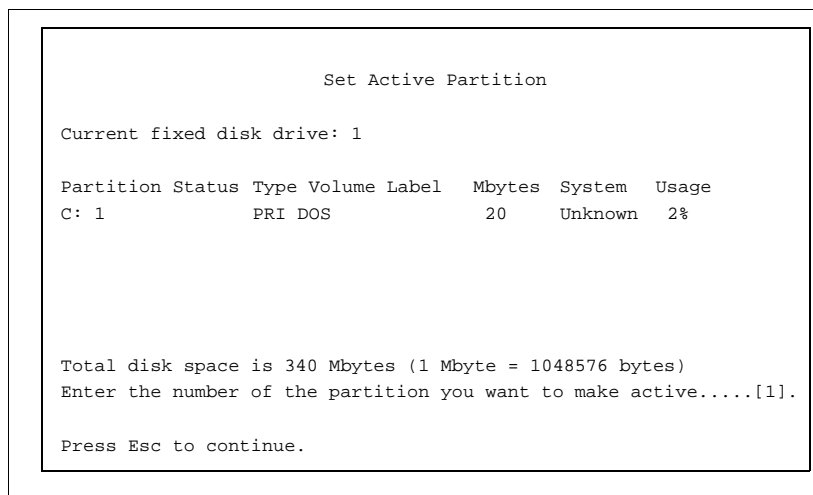 Set Active Partition
Current fixed disk drive: 1
Partition Status Type Volume Label Mbytes System Usage
C: 1 PRI DOS 20 Unknown 2%
Total disk space is 340 Mbytes (1 Mbyte = 1048576 bytes)
Enter the number of the partition you want to make active.....[1].
Press Esc to continue.